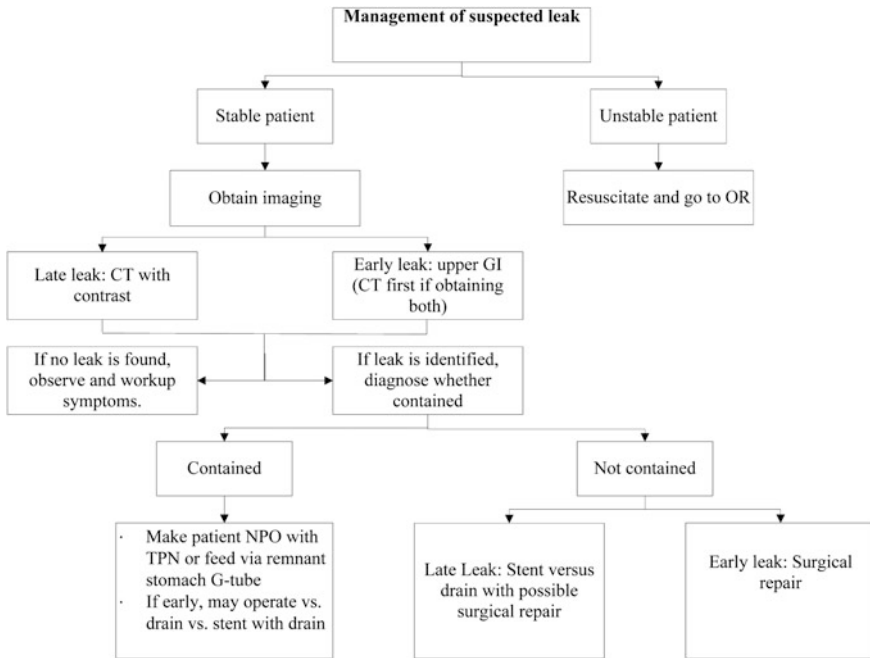 Management of suspected leak
Stable patient
Unstable patient
Obtain imaging
Resuscitate and go to OR
Late leak: CT with
contrast
Early leak: upper GI
(CT first if obtaining
both)
If no leak is found,
observe and workup
symptoms.
If leak is identified,
diagnose whether
contained
Contained
Not contained
· Make patient NPO with
TPN or feed via remnant
stomach G-tube
· If early, may operate vs.
drain vs. stent with drain
Late Leak: Stent versus
drain with possible
surgical repair
Early leak: Surgical
repair